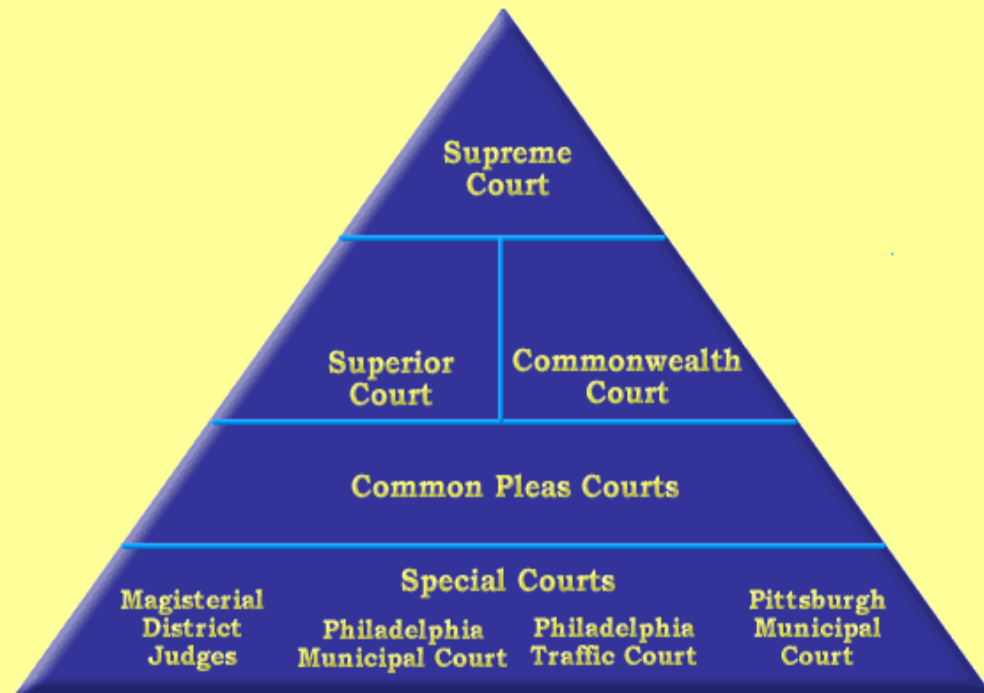 Supreme
Court
Superior
Court
Commonwealth
Court
Common Pleas Courts
Special Courts
Magisterial
District
Judges
Philadelphia
Municipal Court
Philadelphia
Traffic Court
Pittsburgh
Municipal
Court